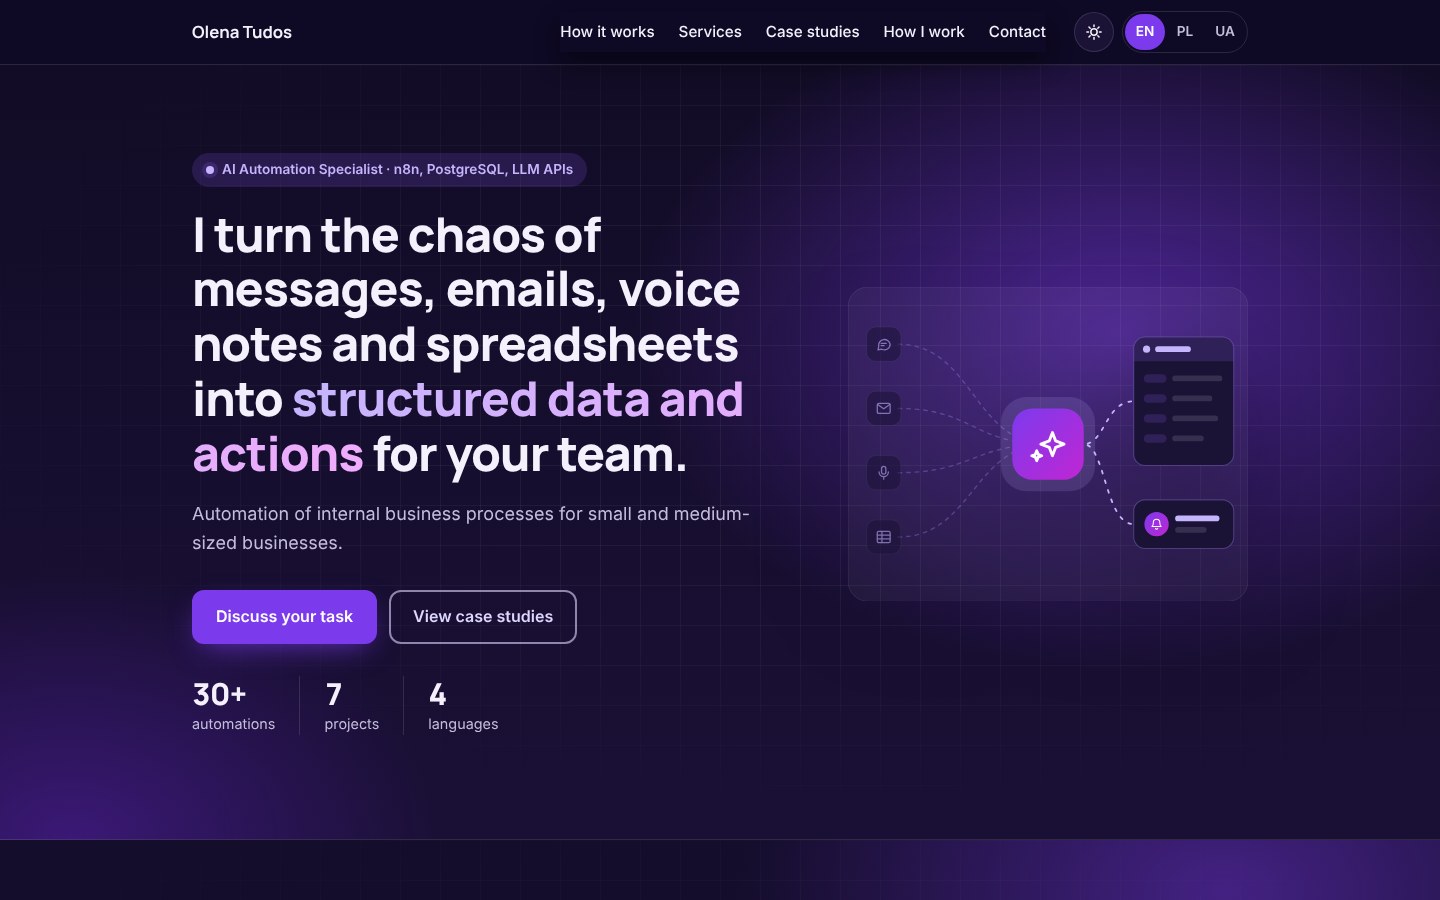 Olena Tudos
How it works
Services
Case studies
How I work
Contact
EN
PL
UA
AI Automation Specialist · n8n, PostgreSQL, LLM APIs
I turn the chaos of
messages, emails, voice
notes and spreadsheets
into structured data and
actions for your team.
Automation of internal business processes for small and medium-
sized businesses.
Discuss your task
View case studies
30+
automations
7
projects
4
languages